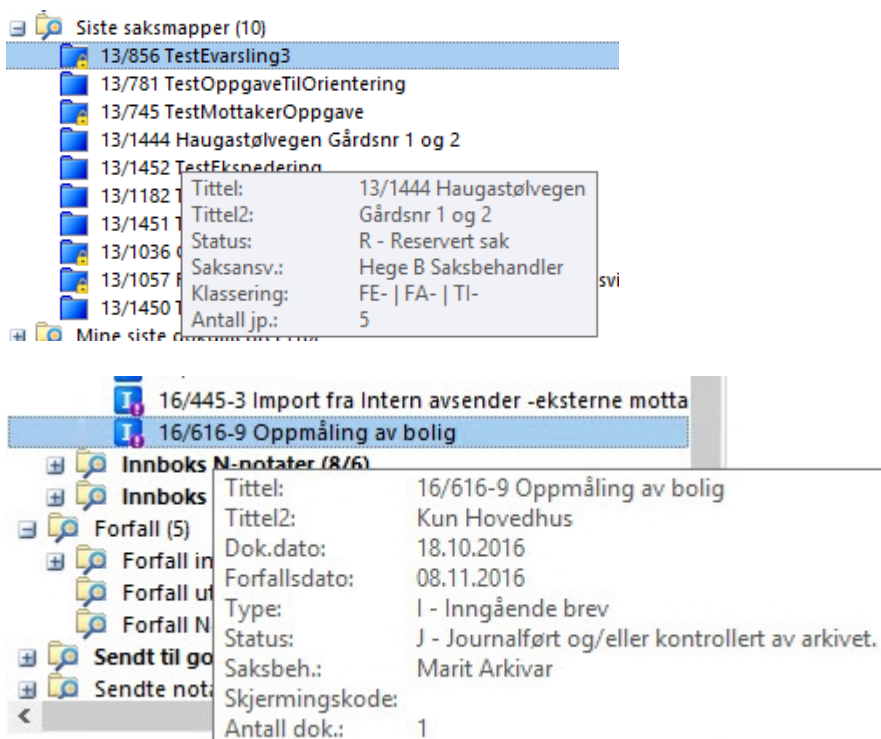 Siste saksmapper (10)
13/856 TestEvarsling3
13/781 TestOppgaveTilOrientering
13/745 TestMottakerOppgave
13/1444 Haugastølvegen Gårdsnr 1 og 2
13/1452 TestEkspedering
13/1182
13/1451
13/1036
13/1057
13/1450
Tittel: 13/1444 Haugastølvegen
Tittel2: Gårdsnr 1 og 2
Status: R - Reservert sak
Saksansv.: Hege B Saksbehandler
Klassering: FE- | FA- | TI-
Antall jp.: 5
Mine siste
16/445-3 Import fra Intern avsender -eksterne motta
16/616-9 Oppmåling av bolig
Innboks N-notater (8/6)
Innboks
Forfall (5)
Forfall in
Forfall ut
Forfall N
Sendt til go
Sendte nota
Tittel: 16/616-9 Oppmåling av bolig
Tittel2: Kun Hovedhus
Dok.dato: 18.10.2016
Forfallsdato: 08.11.2016
Type: I - Inngående brev
Status: J - Journalført og/eller kontrollert av arkivet.
Saksbeh.: Marit Arkivar
Skjermingskode:
Antall dok.: 1